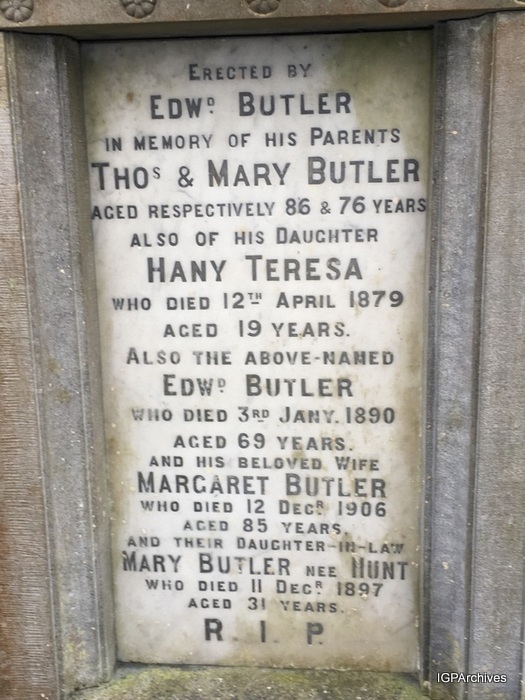 ERECTED BY
EDWD BUTLER
IN MEMORY OF HIS PARENTS
THOS & MARY BUTLER
AGED RESPECTIVELY 86 & 76 YEARS
ALSO OF HIS DAUGHTER
HANY TERESA
WHO DIED 12TH APRIL 1879
AGED 19 YEARS.
ALSO THE ABOVE-NAMED
EDWD BUTLER
WHO DIED 3RD JANY. 1890
AGED 69 YEARS.
AND HIS BELOVED WIFE
MARGARET BUTLER
WHO DIED 12 DECR 1906
AGED 85 YEARS,
AND THEIR DAUGHTER-IN-LAW
MARY BUTLER NEE HUNT
WHO DIED 11 DECR 1897
AGED 31 YEARS.
R. I. P.
IGPArchives